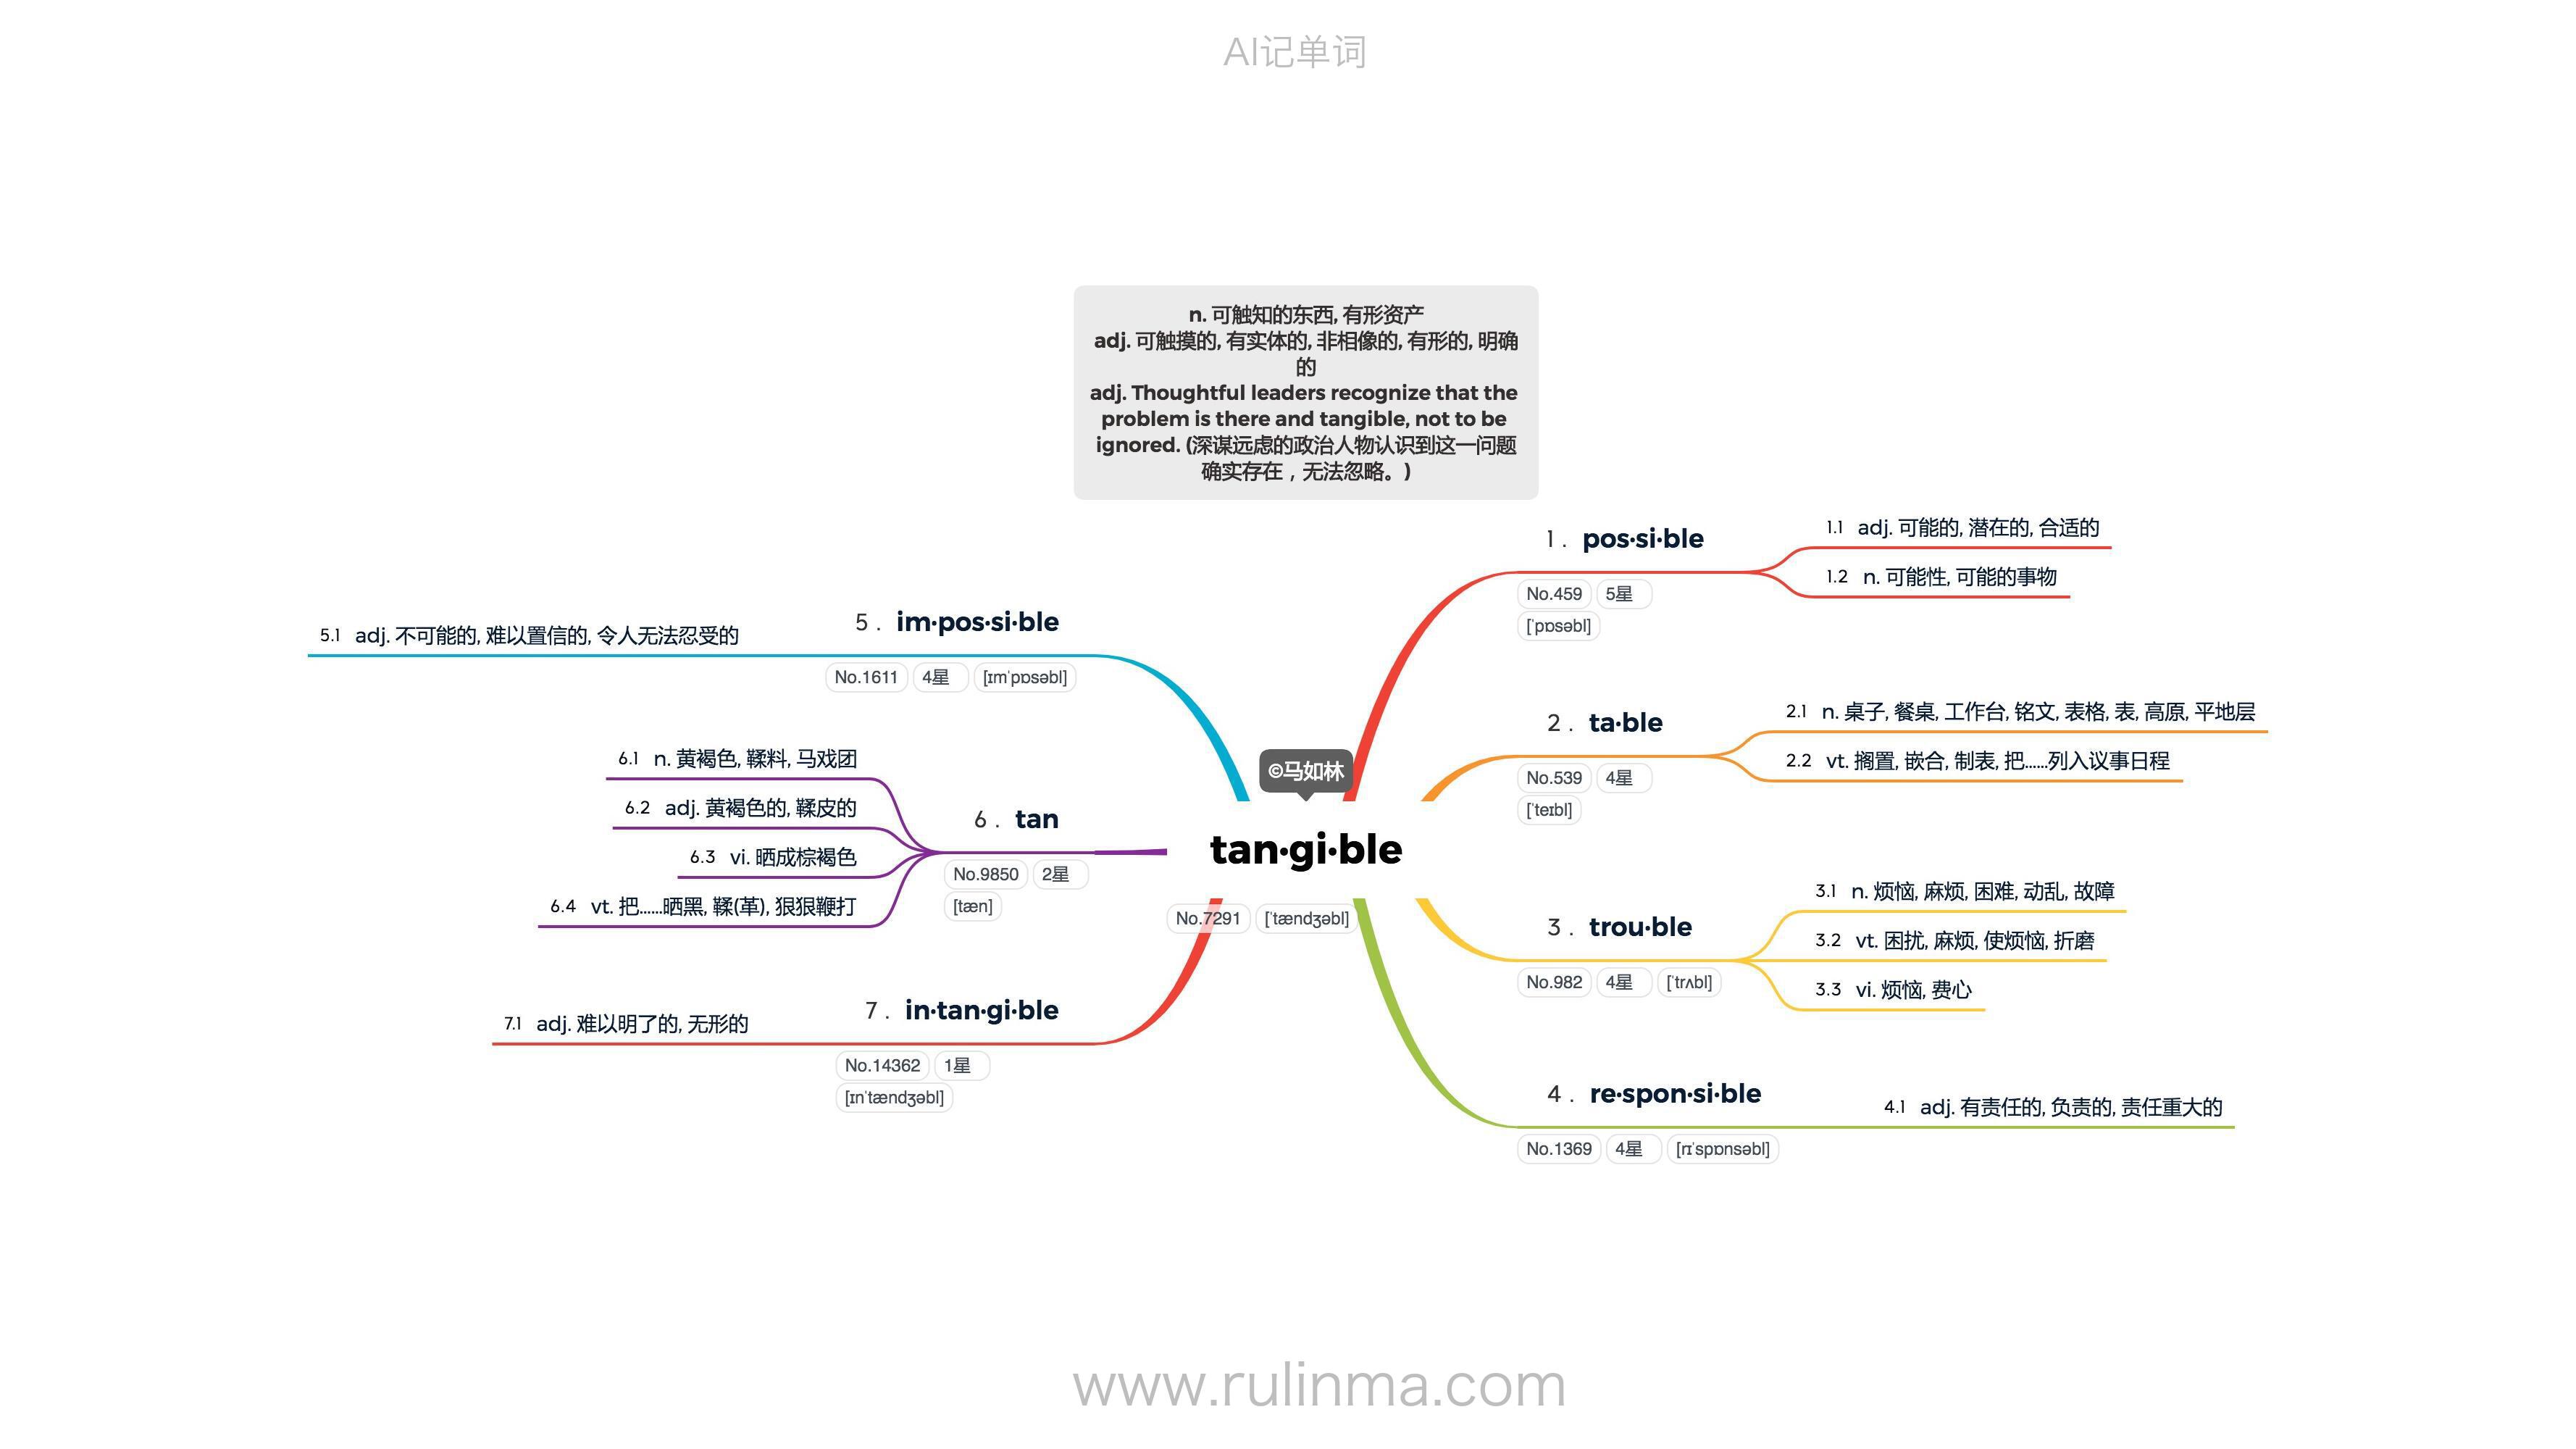 AI记单词
n. 可触知的东西, 有形资产
adj. 可触摸的, 有实体的, 非相像的, 有形的, 明确
的
adj. Thoughtful leaders recognize that the
problem is there and tangible, not to be
ignored. (深谋远虑的政治人物认识到这一问题
确实存在，无法忽略。)
©马如林
tan·gi·ble
No.7291 [ˈtændʒəbl]
1 . pos·si·ble
No.459 5星
[ˈpɒsəbl]
1.1 adj. 可能的, 潜在的, 合适的
1.2 n. 可能性, 可能的事物
2 . ta·ble
No.539 4星
[ˈteɪbl]
2.1 n. 桌子, 餐桌, 工作台, 铭文, 表格, 表, 高原, 平地层
2.2 vt. 搁置, 嵌合, 制表, 把……列入议事日程
3 . trou·ble
No.982 4星 [ˈtrʌbl]
3.1 n. 烦恼, 麻烦, 困难, 动乱, 故障
3.2 vt. 困扰, 麻烦, 使烦恼, 折磨
3.3 vi. 烦恼, 费心
4 . re·spon·si·ble
No.1369 4星 [rɪˈspɒnsəbl]
4.1 adj. 有责任的, 负责的, 责任重大的
5 . im·pos·si·ble
No.1611 4星 [ɪmˈpɒsəbl]
5.1 adj. 不可能的, 难以置信的, 令人无法忍受的
6 . tan
No.9850 2星
[tæn]
6.1 n. 黄褐色, 鞣料, 马戏团
6.2 adj. 黄褐色的, 鞣皮的
6.3 vi. 晒成棕褐色
6.4 vt. 把……晒黑, 鞣(革), 狠狠鞭打
7 . in·tan·gi·ble
No.14362 1星
[ɪnˈtændʒəbl]
7.1 adj. 难以明了的, 无形的
www.rulinma.com